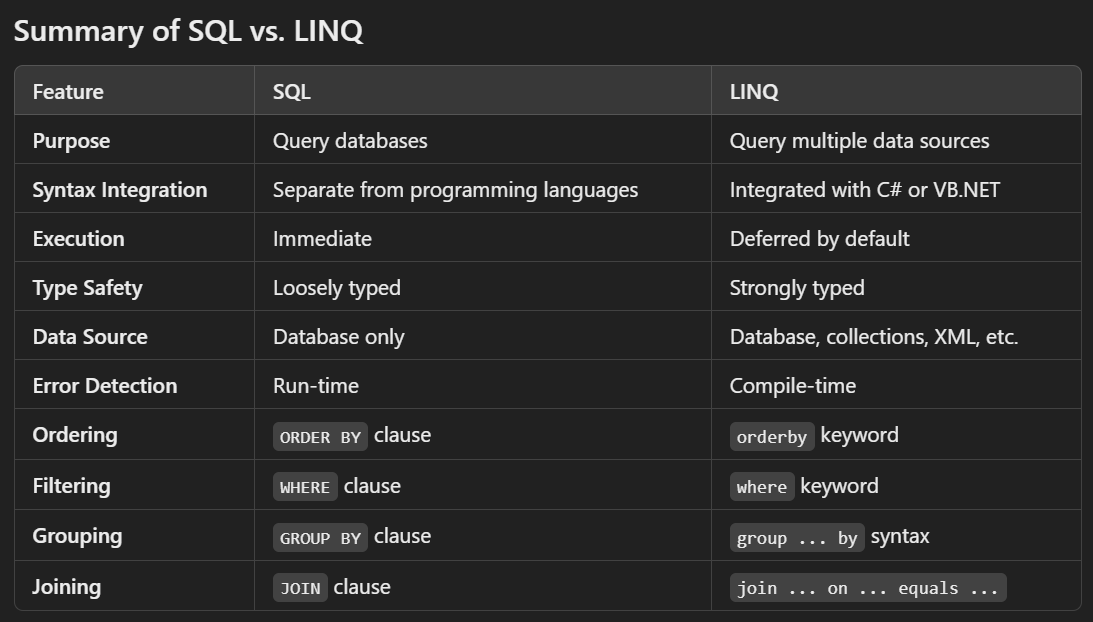 Summary of SQL vs. LINQ
Feature SQL LINQ
Purpose Query databases Query multiple data sources
Syntax Integration Separate from programming languages Integrated with C# or VB.NET
Execution Immediate Deferred by default
Type Safety Loosely typed Strongly typed
Data Source Database only Database, collections, XML, etc.
Error Detection Run-time Compile-time
Ordering ORDER BY clause orderby keyword
Filtering WHERE clause where keyword
Grouping GROUP BY clause group ... by syntax
Joining JOIN clause join ... on ... equals ...